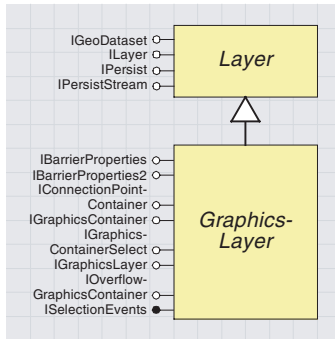 IGeoDataset
ILayer
IPersist
IPersistStream
Layer
IBarrierProperties
IBarrierProperties2
IConnectionPoint-
Container
IGraphicsContainer
IGraphics-
ContainerSelect
IGraphicsLayer
IOverflow-
GraphicsContainer
ISelectionEvents
Graphics-
Layer